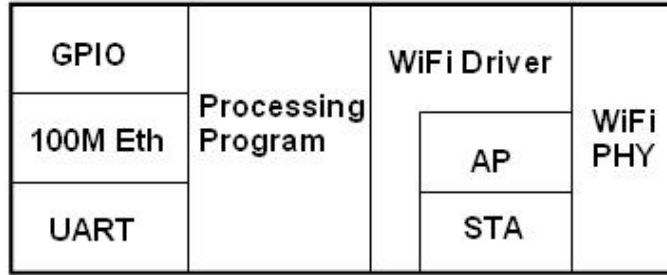 GPIO
100M Eth
UART
Processing
Program
WiFi Driver
AP
STA
WiFi
PHY